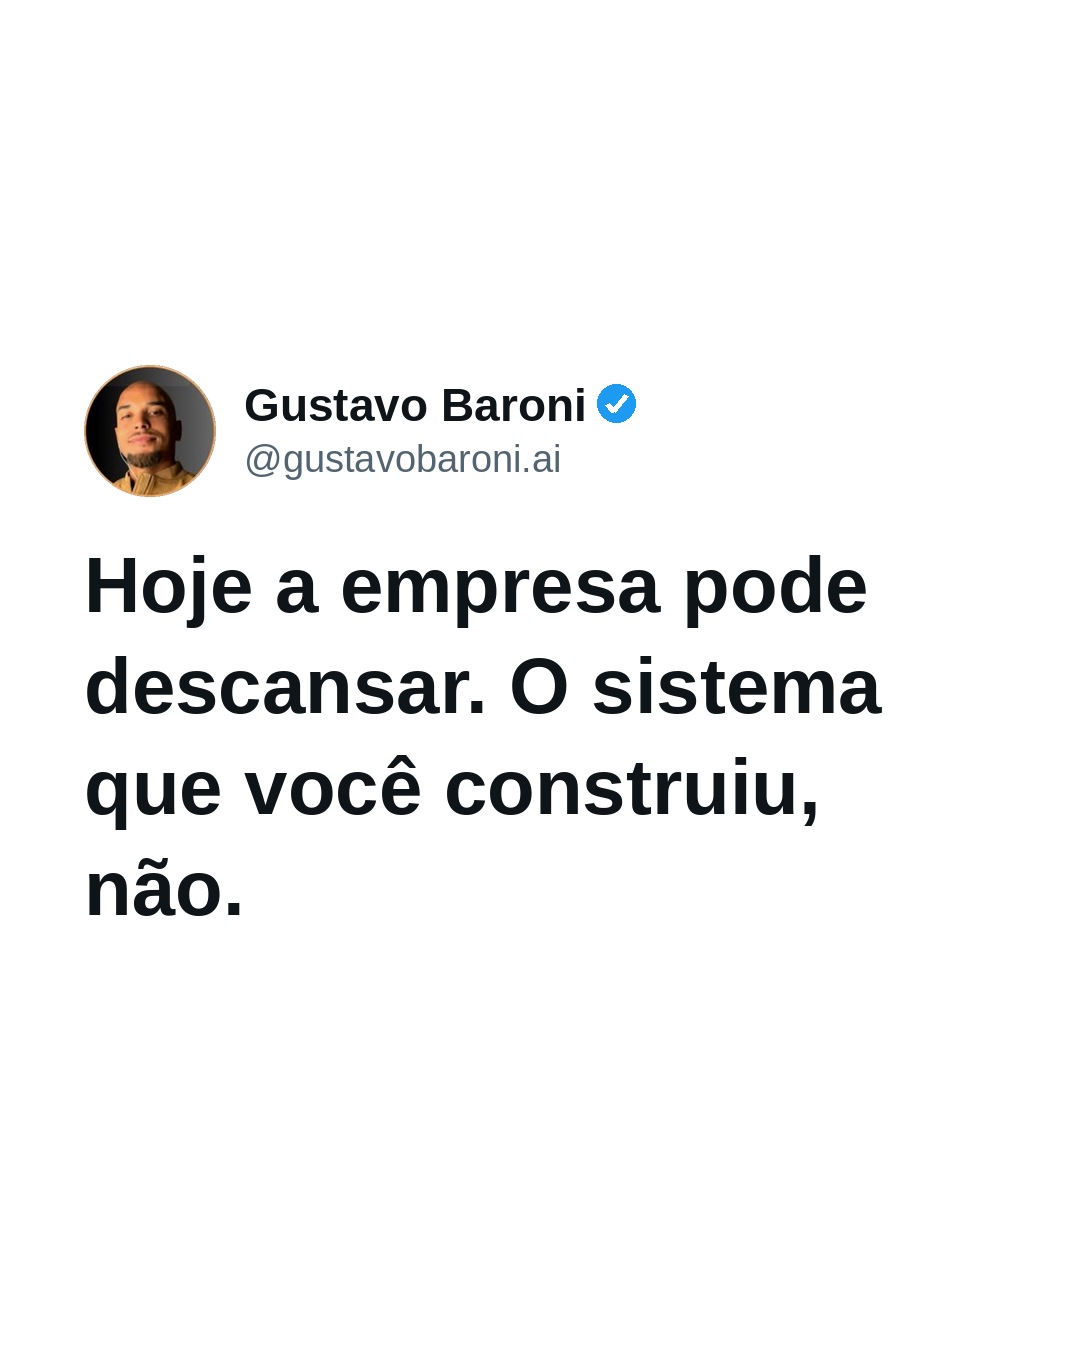 Gustavo Baroni
@gustavobaroni.ai
Hoje a empresa pode
descansar. O sistema
que você construiu,
não.